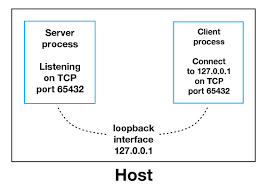 Server
process
Listening
on TCP
port 65432
Client
process
Connect
to 127.0.0.1
on TCP
port 65432
loopback
interface
127.0.0.1
Host